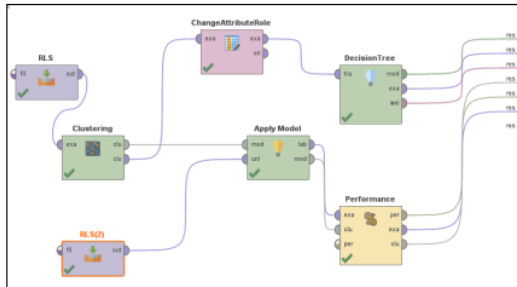 ChangeAttributeRole
exa exa
ori
RLS
fil out
DecisionTree
tra mod
exa
wei
res
res
res
res
res
res
res
Clustering
exa clu
clu
Apply Model
mod lab
unl mod
Performance
exa per
clu exa
per clu
RLS(2)
fil out